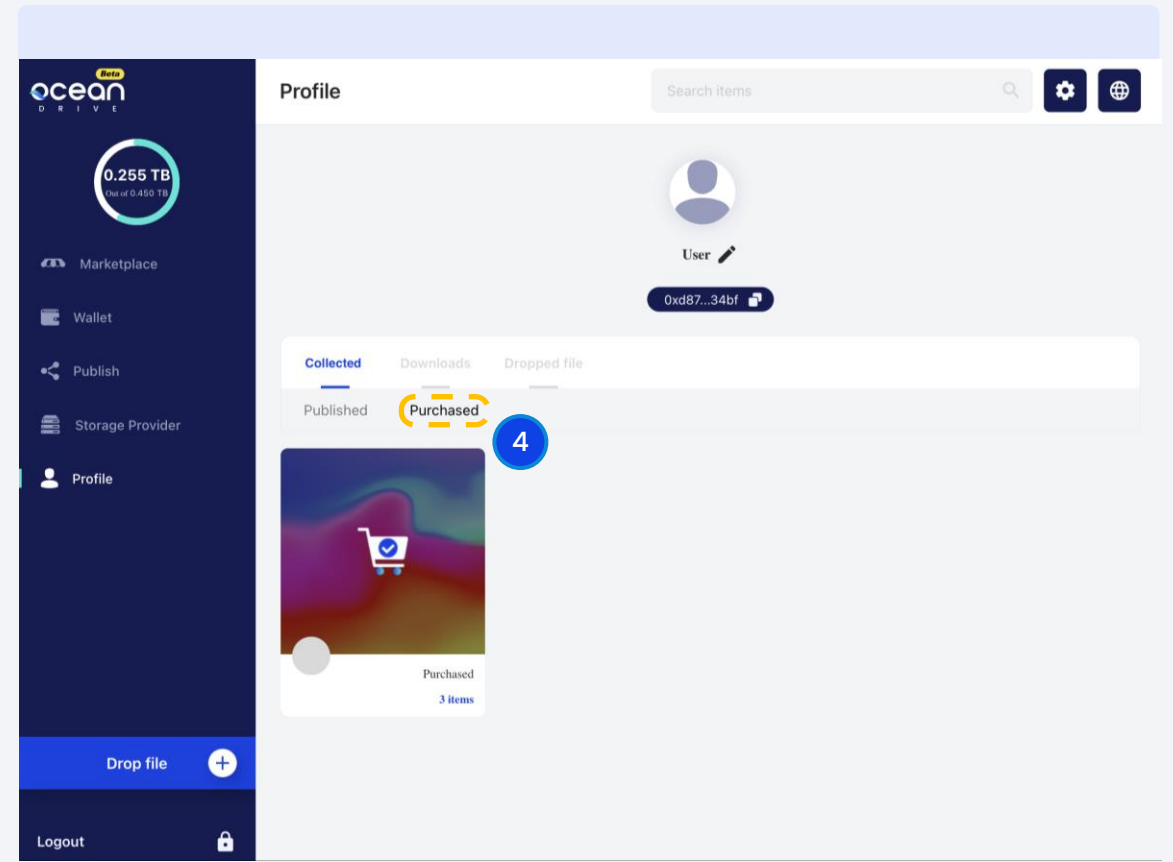 Beta
ocean
DRIVE
0.255 TB
Out of 0.450 TB
Marketplace
Wallet
Publish
Storage Provider
Profile
Drop file
Logout
Profile
Search items
User
0xd87...34bf
Collected Downloads Dropped file
Published Purchased
4
Purchased
3 items